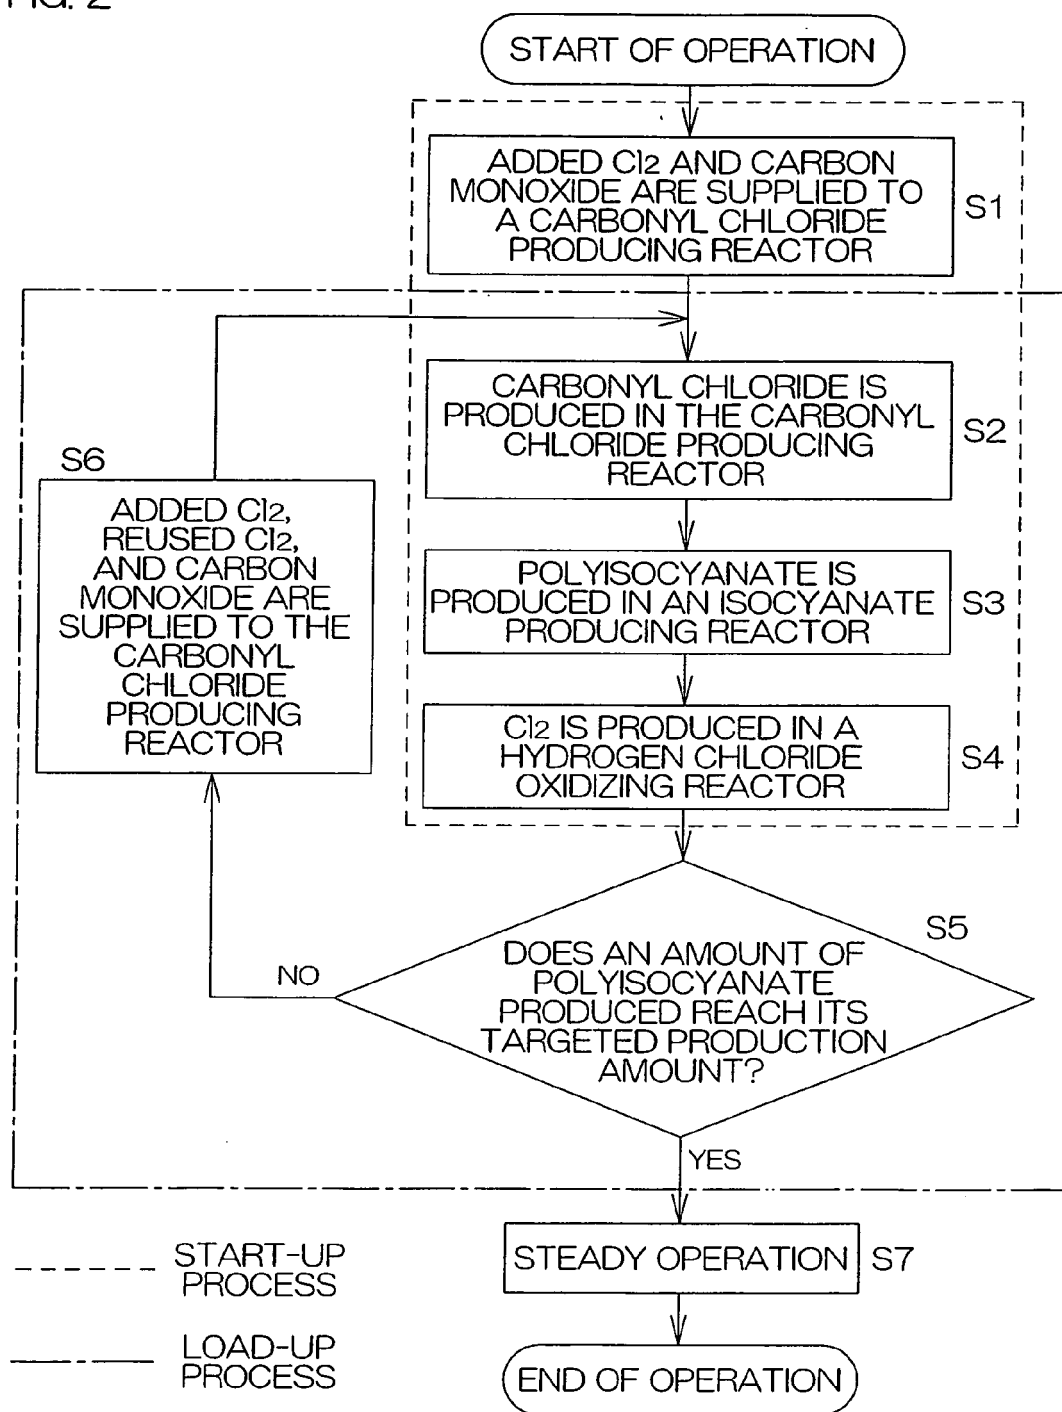 FIG. 2
START OF OPERATION
ADDED Cl2 AND CARBON
MONOXIDE ARE SUPPLIED TO
A CARBONYL CHLORIDE
PRODUCING REACTOR
S1
CARBONYL CHLORIDE IS
PRODUCED IN THE CARBONYL
CHLORIDE PRODUCING
REACTOR
S2
S6
ADDED Cl2,
REUSED Cl2,
AND CARBON
MONOXIDE ARE
SUPPLIED TO THE
CARBONYL
CHLORIDE
PRODUCING
REACTOR
POLYISOCYANATE IS
PRODUCED IN AN ISOCYANATE
PRODUCING REACTOR
S3
Cl2 IS PRODUCED IN A
HYDROGEN CHLORIDE
OXIDIZING REACTOR
S4
S5
DOES AN AMOUNT OF
POLYISOCYANATE
PRODUCED REACH ITS
TARGETED PRODUCTION
AMOUNT?
NO
YES
STEADY OPERATION
S7
END OF OPERATION
START-UP
PROCESS
LOAD-UP
PROCESS